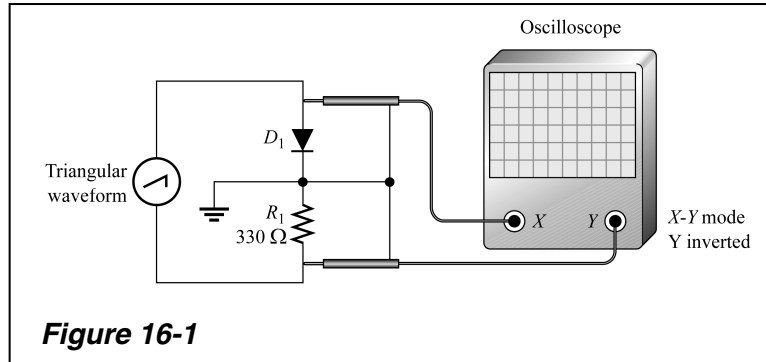 Oscilloscope
D₁
Triangular
waveform
R₁
330 Ω
X
Y
X-Y mode
Y inverted
Figure 16-1